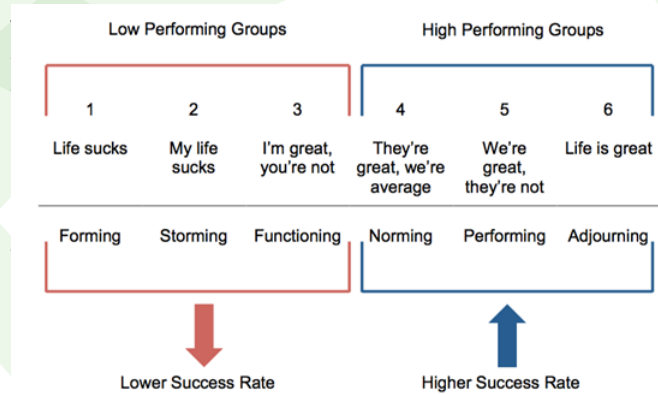 Low Performing Groups High Performing Groups
1 2 3 4 5 6
Life sucks My life I'm great, They're We're Life is great
sucks you're not great, we're great,
average they're not
Forming Storming Functioning Norming Performing Adjourning
Lower Success Rate Higher Success Rate